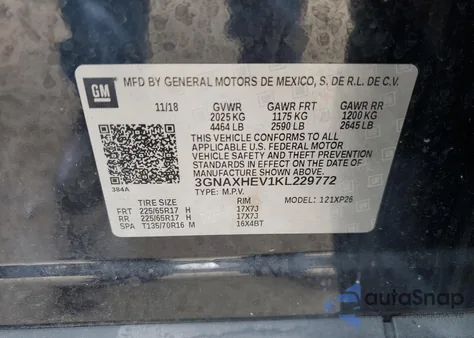 GM
MFD BY GENERAL MOTORS DE MEXICO, S. DE R.L. DE C.V.
11/18 GVWR GAWR FRT GAWR RR
2025 KG 1175 KG 1200 KG
4464 LB 2590 LB 2645 LB
THIS VEHICLE CONFORMS TO ALL
APPLICABLE U.S. FEDERAL MOTOR
VEHICLE SAFETY AND THEFT PREVENTION
STANDARDS IN EFFECT ON THE DATE OF
MANUFACTURE SHOWN ABOVE.
3GNAXHEV1KL229772
384A TYPE: M.P.V. MODEL: 121XP26
TIRE SIZE RIM
FRT 225/65R17 H 17X7J
RR 225/65R17 H 17X7J
SPA T135/70R16 M 16X4BT
autoSnap